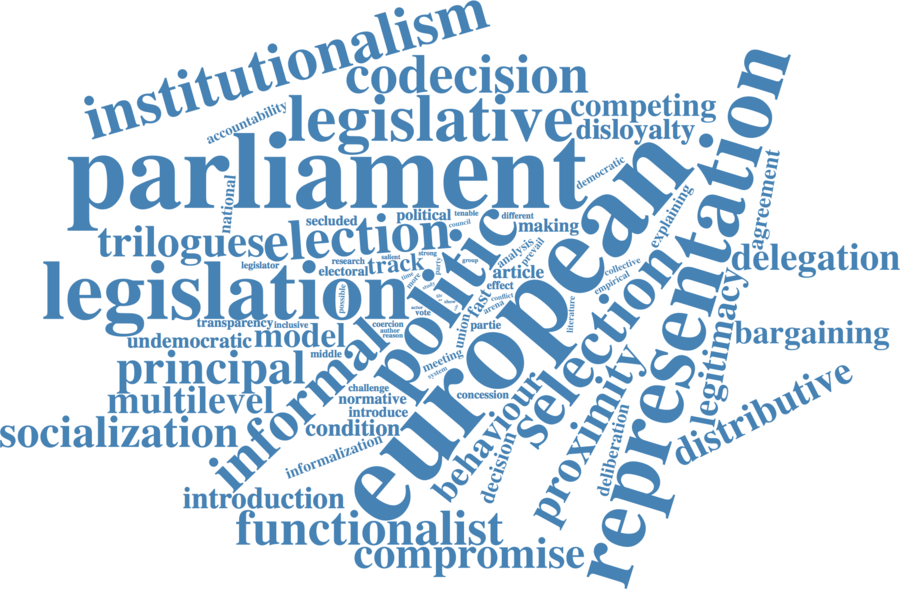 institutionalism
codecision
accountability
legislative
competing
disloyalty
parliament
democratic
national
secluded
political
tenable
council
different
making
explaining
agreement
trilogues
election
politic
european
representation
legislator
research
salient
strong
group
analysis
prevail
party
electoral
track
article
effect
collective
empirical
delegation
legislation
possible
time
more
study
conflict
arena
fast
vote
union
partie
literature
selection
legitimacy
bargaining
transparency
inclusive
undemocratic
model
coercion
author
reason
middle
meeting
system
principal
informal
challenge
normative
concession
multilevel
introduce
behaviour
proximity
distributive
socialization
condition
informalization
decision
deliberation
introduction
functionalist
compromise